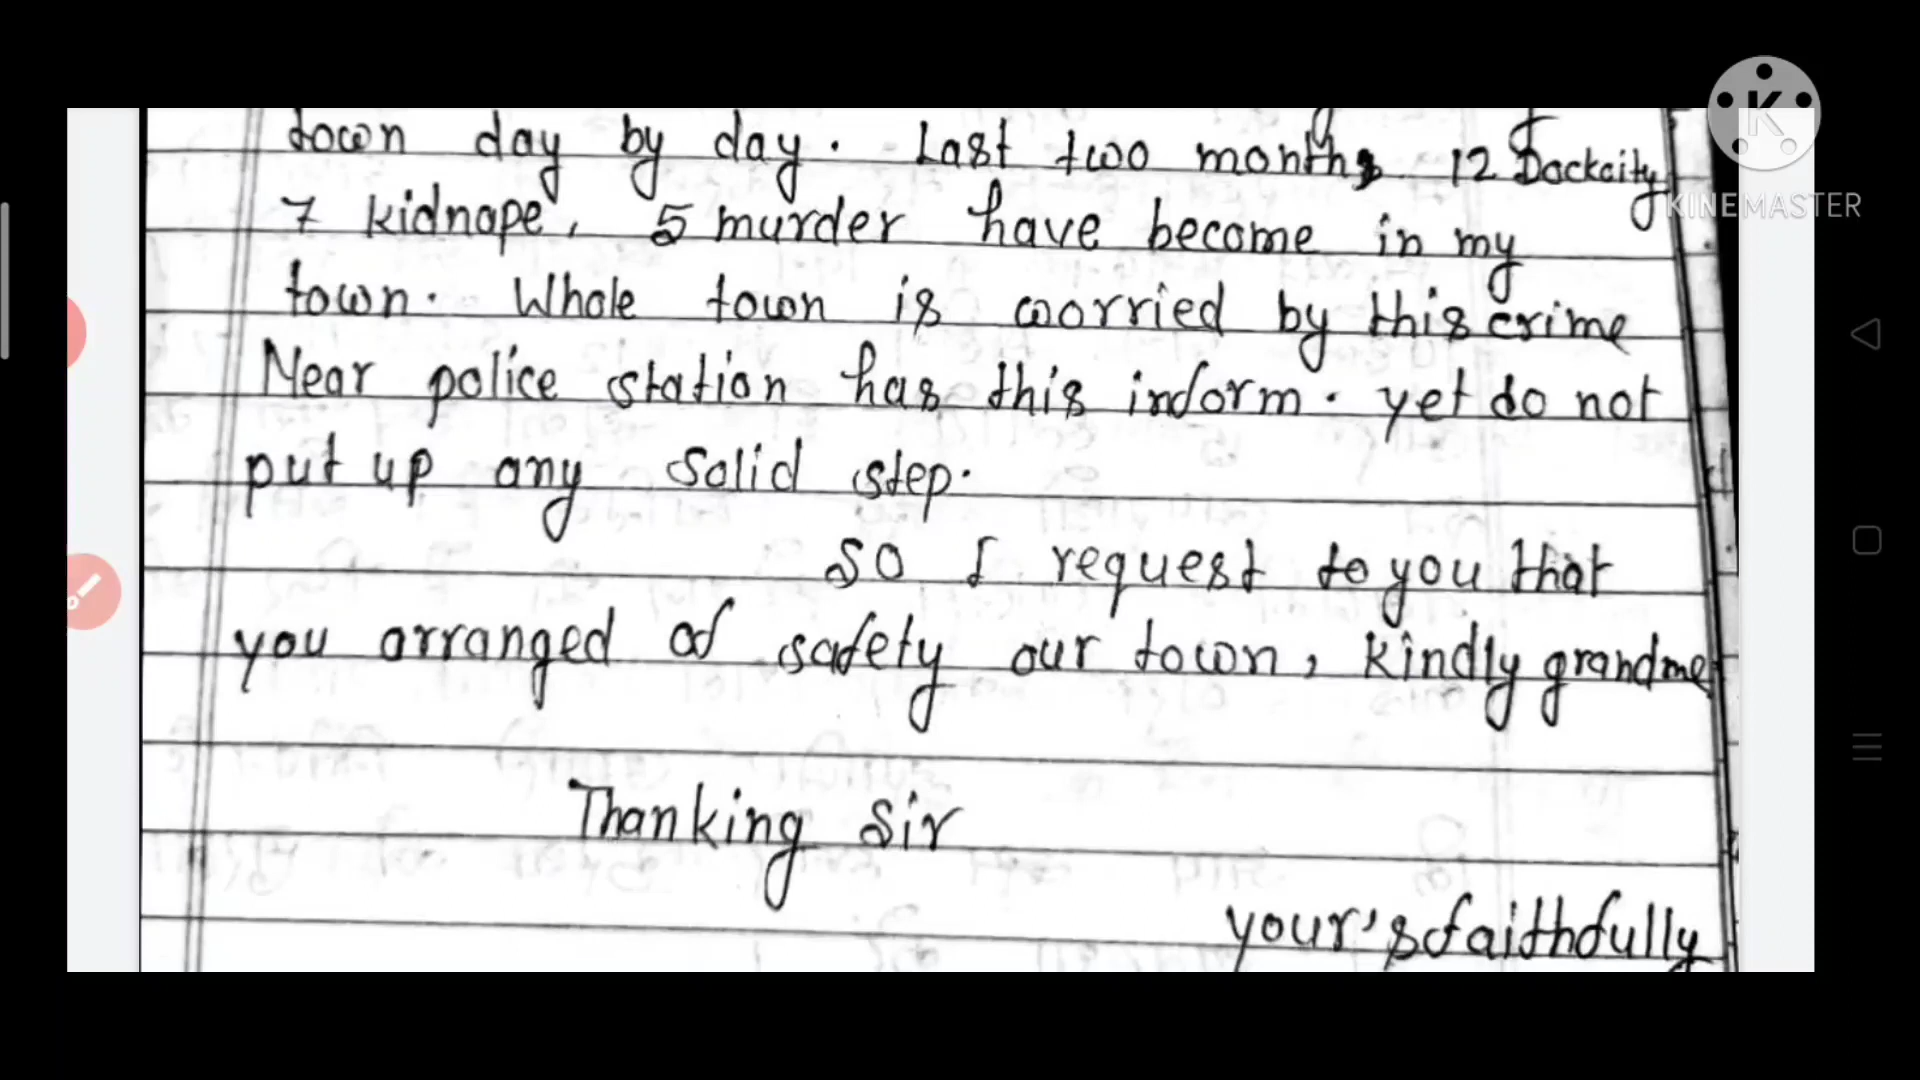 town day by day. Last two months 12 Dackaity
7 kidnape, 5 murder have become in my
town. Whole town is worried by this crime
Near police station has this inform. yet do not
put up any solid step.
So I request to you that
you arranged of safety our town, kindly grandme
Thanking Sir
your's faithfully
K
KINEMASTER